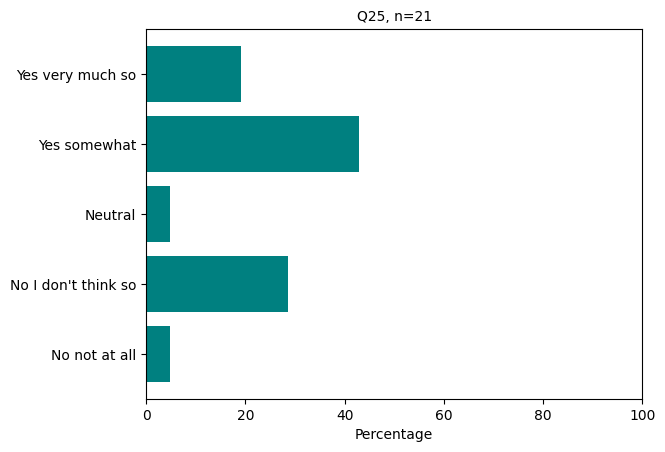 Q25, n=21
Yes very much so
Yes somewhat
Neutral
No I don't think so
No not at all
0 20 40 60 80 100
Percentage